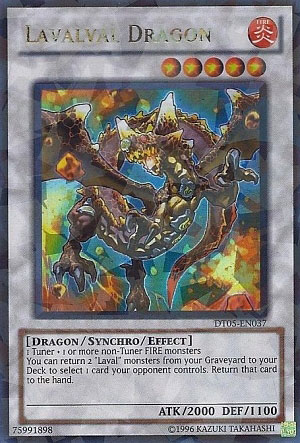 LAVALVAL DRAGON
FIRE
炎
DT05-EN037
[DRAGON/SYNCHRO/EFFECT]
1 Tuner + 1 or more non-Tuner FIRE monsters
You can return 2 "Laval" monsters from your Graveyard to your
Deck to select 1 card your opponent controls. Return that card
to the hand.
ATK/2000 DEF/1100
75991898
©1996 KAZUKI TAKAHASHI